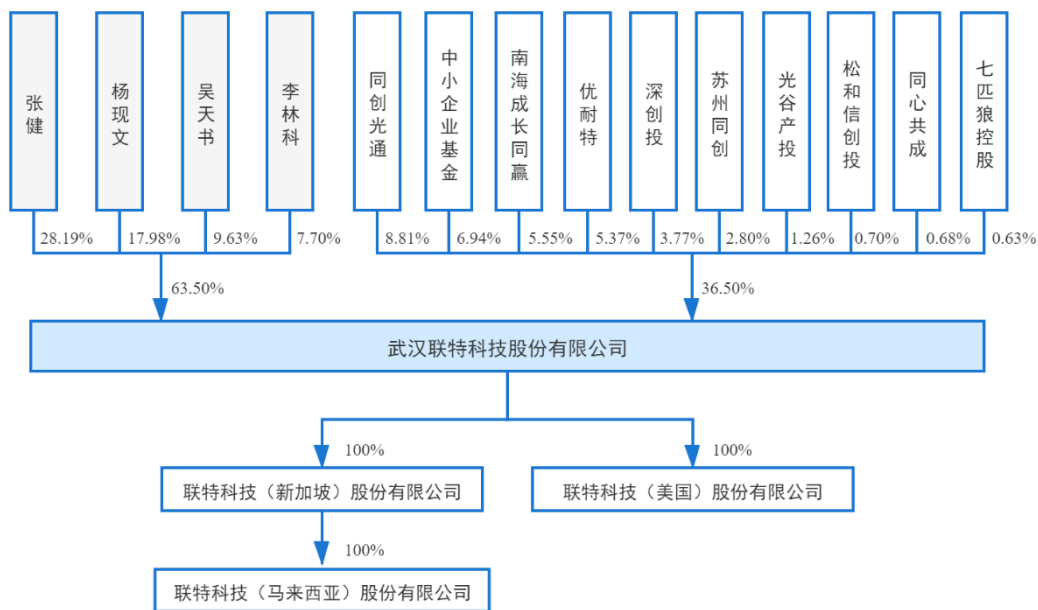 张健
杨现文
吴天书
李林科
同创光通
中小企业基金
南海成长同赢
优耐特
深创投
苏州同创
光谷产投
松和信创投
同心共成
七匹狼控股
28.19%
17.98%
9.63%
7.70%
8.81%
6.94%
5.55%
5.37%
3.77%
2.80%
1.26%
0.70%
0.68%
0.63%
63.50%
36.50%
武汉联特科技股份有限公司
100%
100%
联特科技（新加坡）股份有限公司
联特科技（美国）股份有限公司
100%
联特科技（马来西亚）股份有限公司